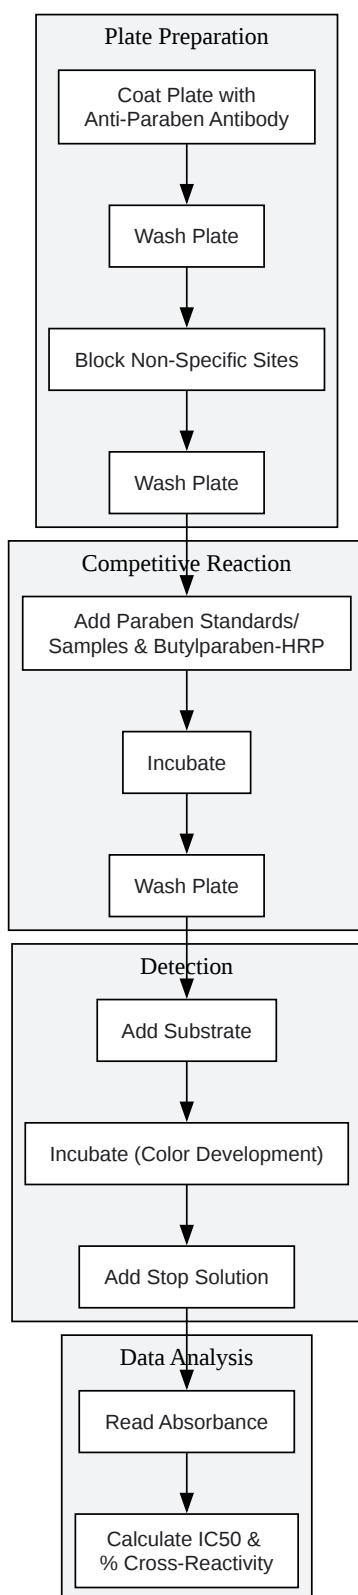 Plate Preparation
Coat Plate with
Anti-Paraben Antibody
Wash Plate
Block Non-Specific Sites
Wash Plate
Competitive Reaction
Add Paraben Standards/
Samples & Butylparaben-HRP
Incubate
Wash Plate
Detection
Add Substrate
Incubate (Color Development)
Add Stop Solution
Data Analysis
Read Absorbance
Calculate IC50 &
% Cross-Reactivity